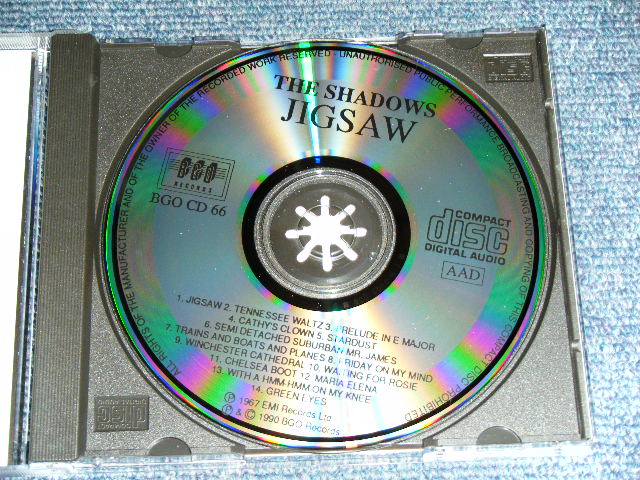 ALL RIGHTS OF THE MANUFACTURER AND OF THE OWNER OF THE RECORDED WORK RESERVED · UNAUTHORISED PUBLIC PERFORMANCE BROADCASTING AND COPYING OF THIS COMPACT DISC PROHIBITED
THE SHADOWS
JIGSAW
BGO
RECORDS
BGO CD 66
COMPACT
disc
DIGITAL AUDIO
AAD
1. JIGSAW 2. TENNESSEE WALTZ 3. PRELUDE IN E MAJOR
4. CATHY'S CLOWN 5. STARDUST
6. SEMI DETACHED SUBURBAN MR. JAMES
7. TRAINS AND BOATS AND PLANES 8. FRIDAY ON MY MIND
9. WINCHESTER CATHEDRAL 10. WAITING FOR ROSIE
11. CHELSEA BOOT 12. MARIA ELENA
13. WITH A HMM-HMM ON MY KNEE
14. GREEN EYES
℗ 1967 EMI Records Ltd
℗ & © 1990 BGO Records